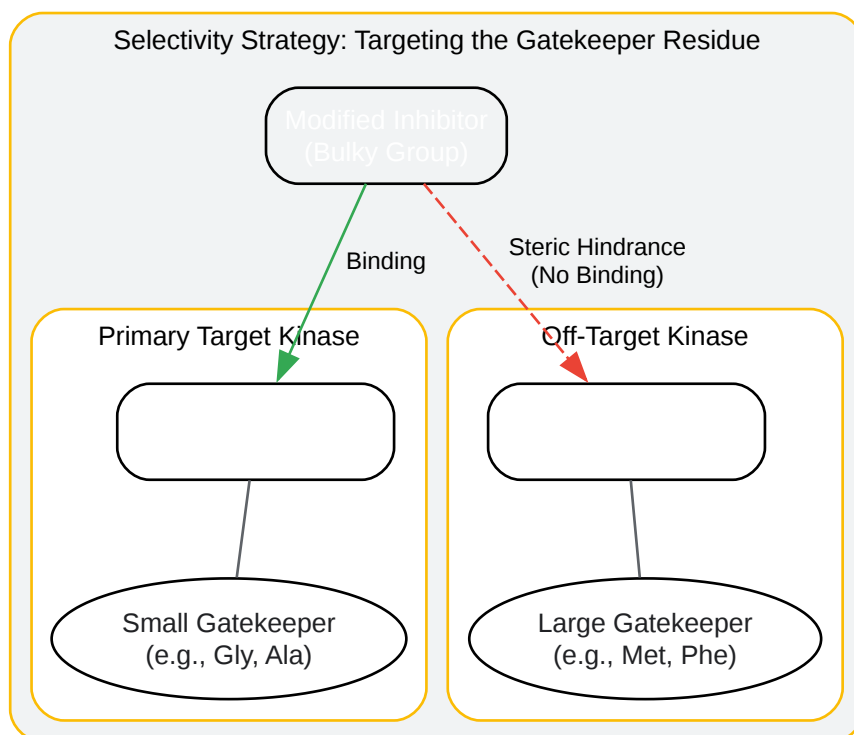 Selectivity Strategy: Targeting the Gatekeeper Residue
Modified Inhibitor
(Bulky Group)
Binding
Steric Hindrance
(No Binding)
Primary Target Kinase
Off-Target Kinase
Small Gatekeeper
(e.g., Gly, Ala)
Large Gatekeeper
(e.g., Met, Phe)